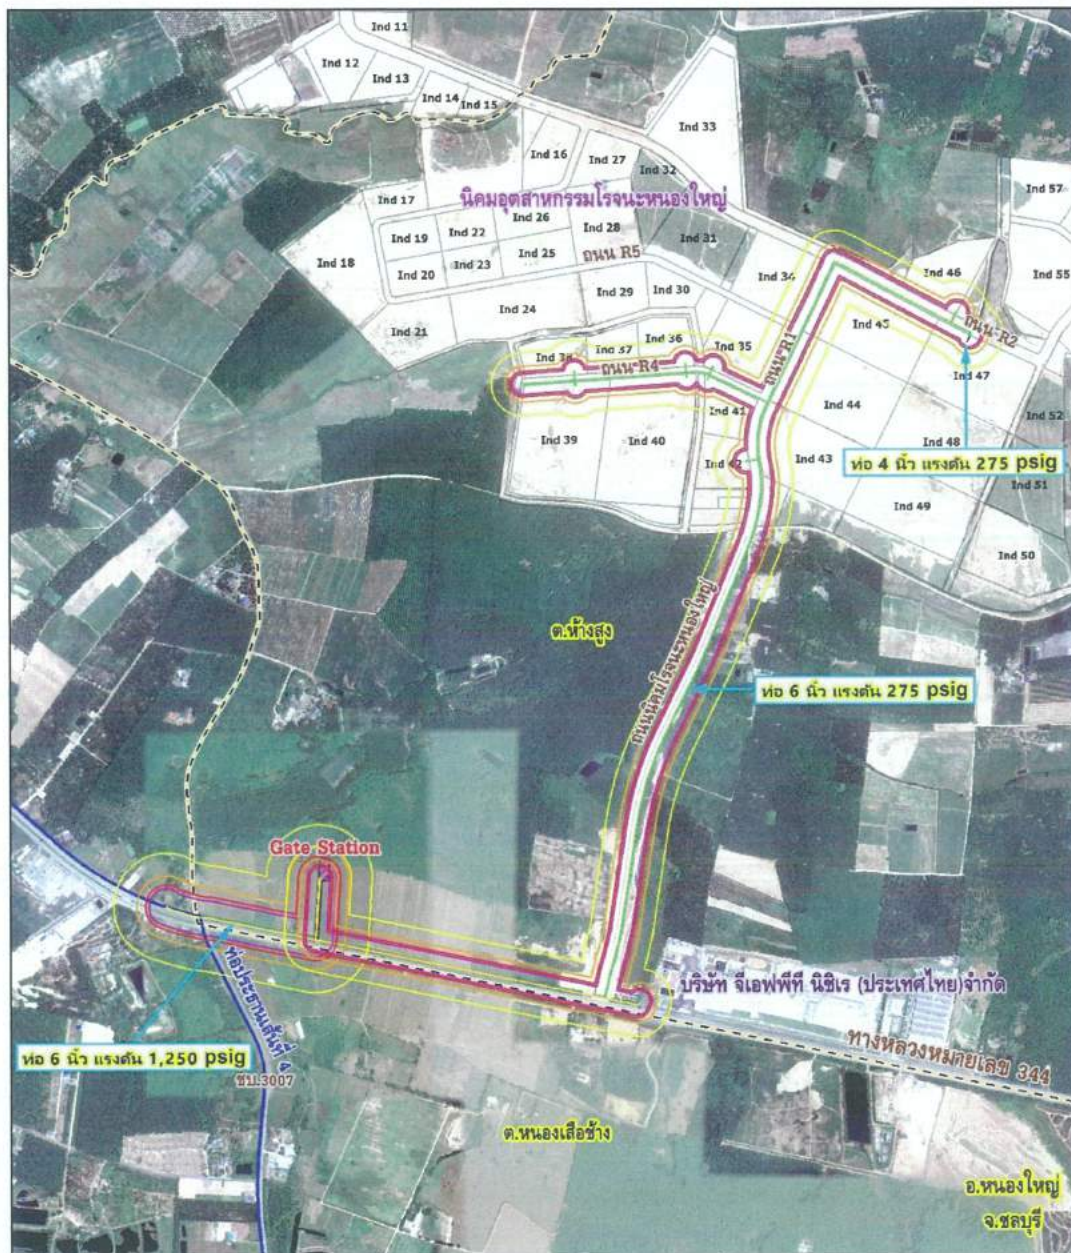 Ind 11
Ind 12
Ind 13
Ind 14
Ind 15
Ind 16
Ind 27
Ind 33
Ind 32
Ind 57
Ind 17
นิคมอุตสาหกรรมโรจนะหนองใหญ่
Ind 26
Ind 28
Ind 31
Ind 19
Ind 22
Ind 18
Ind 20
Ind 23
Ind 25
ถนน R5
Ind 34
Ind 46
Ind 55
Ind 24
Ind 29
Ind 30
Ind 21
Ind 45
ถนน R2
Ind 38
Ind 37
Ind 36
Ind 35
ถนน R4
ถนน R1
Ind 47
Ind 41
Ind 44
Ind 52
Ind 39
Ind 40
Ind 42
Ind 43
Ind 48
ท่อ 4 นิ้ว แรงดัน 275 psig
Ind 51
Ind 49
Ind 50
ต.ห้างสูง
ถนนนิคมโรจนะหนองใหญ่
ท่อ 6 นิ้ว แรงดัน 275 psig
Gate Station
บริษัท จีเอฟพีที นิชิเร (ประเทศไทย)จำกัด
ท่อประธานเส้นที่ 4
ท่อ 6 นิ้ว แรงดัน 1,250 psig
ชบ.3007
ทางหลวงหมายเลข 344
ต.หนองเสือช้าง
อ.หนองใหญ่
จ.ชลบุรี